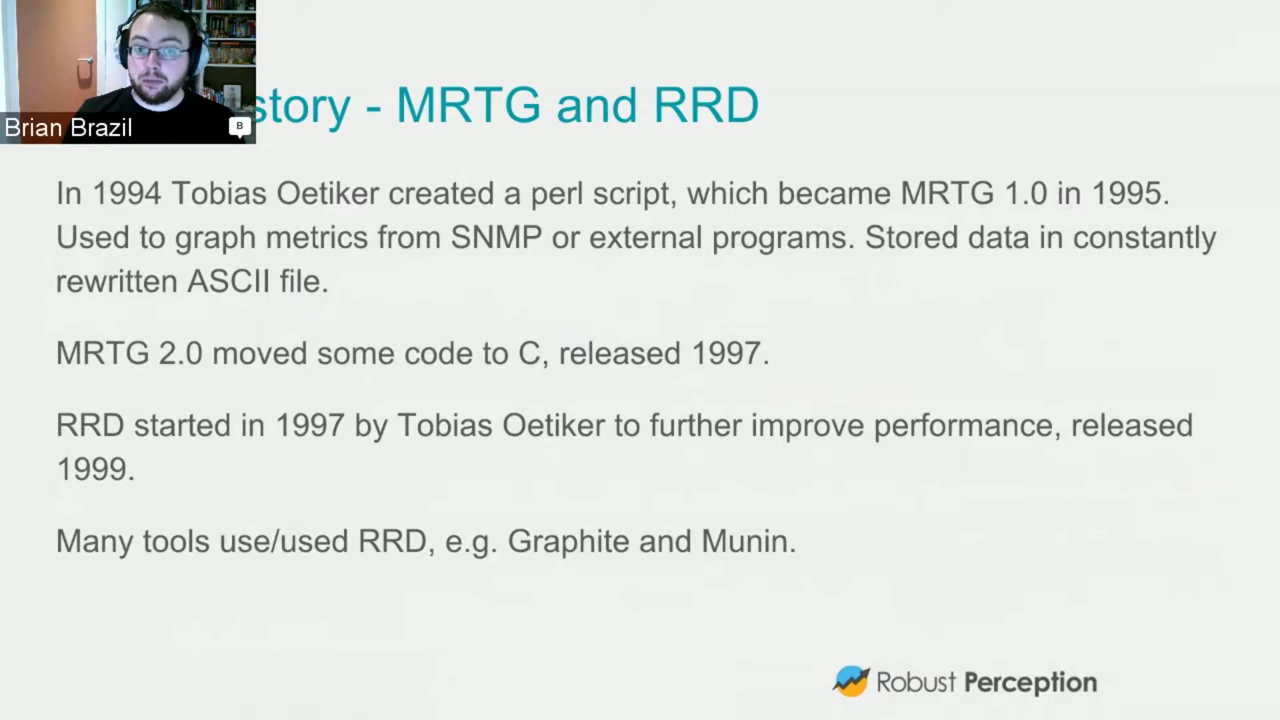 Brian Brazil
B
story - MRTG and RRD
In 1994 Tobias Oetiker created a perl script, which became MRTG 1.0 in 1995.
Used to graph metrics from SNMP or external programs. Stored data in constantly
rewritten ASCII file.
MRTG 2.0 moved some code to C, released 1997.
RRD started in 1997 by Tobias Oetiker to further improve performance, released
1999.
Many tools use/used RRD, e.g. Graphite and Munin.
Robust Perception